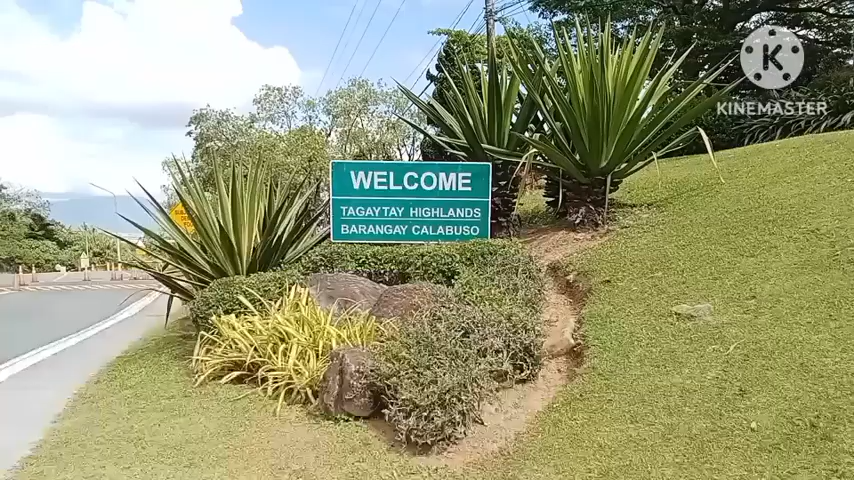 K
KINEMASTER
WELCOME
TAGAYTAY HIGHLANDS
BARANGAY CALABUSO